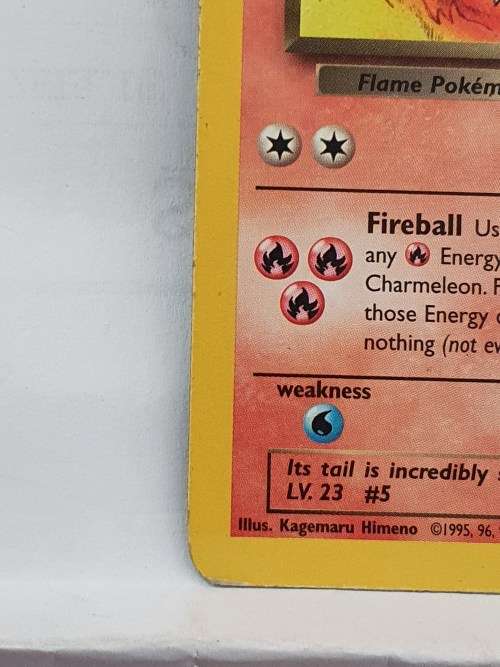 Flame Pokém
Fireball Us
any Energy
Charmeleon. F
those Energy c
nothing (not ev
weakness
Its tail is incredibly
LV. 23 #5
Illus. Kagemaru Himeno ©1995, 96,